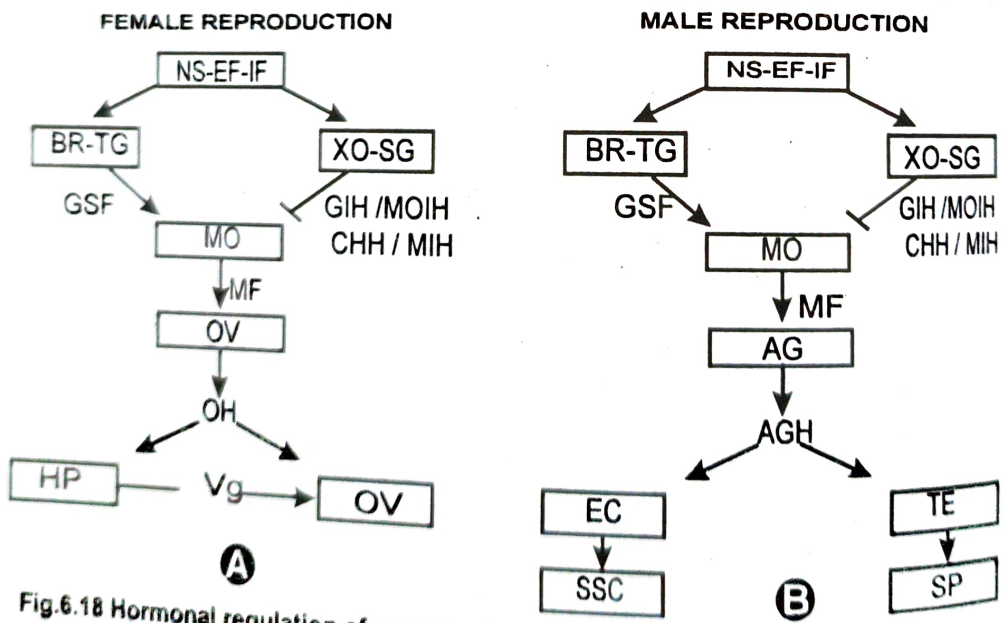 FEMALE REPRODUCTION
NS-EF-IF
BR-TG
XO-SG
GSF
GIH /MOIH
CHH / MIH
MO
MF
OV
OH
HP
Vg
OV
A
Fig.6.18 Hormonal regulation of
MALE REPRODUCTION
NS-EF-IF
BR-TG
XO-SG
GSF
GIH /MOIH
CHH / MIH
MO
MF
AG
AGH
EC
TE
SSC
SP
B